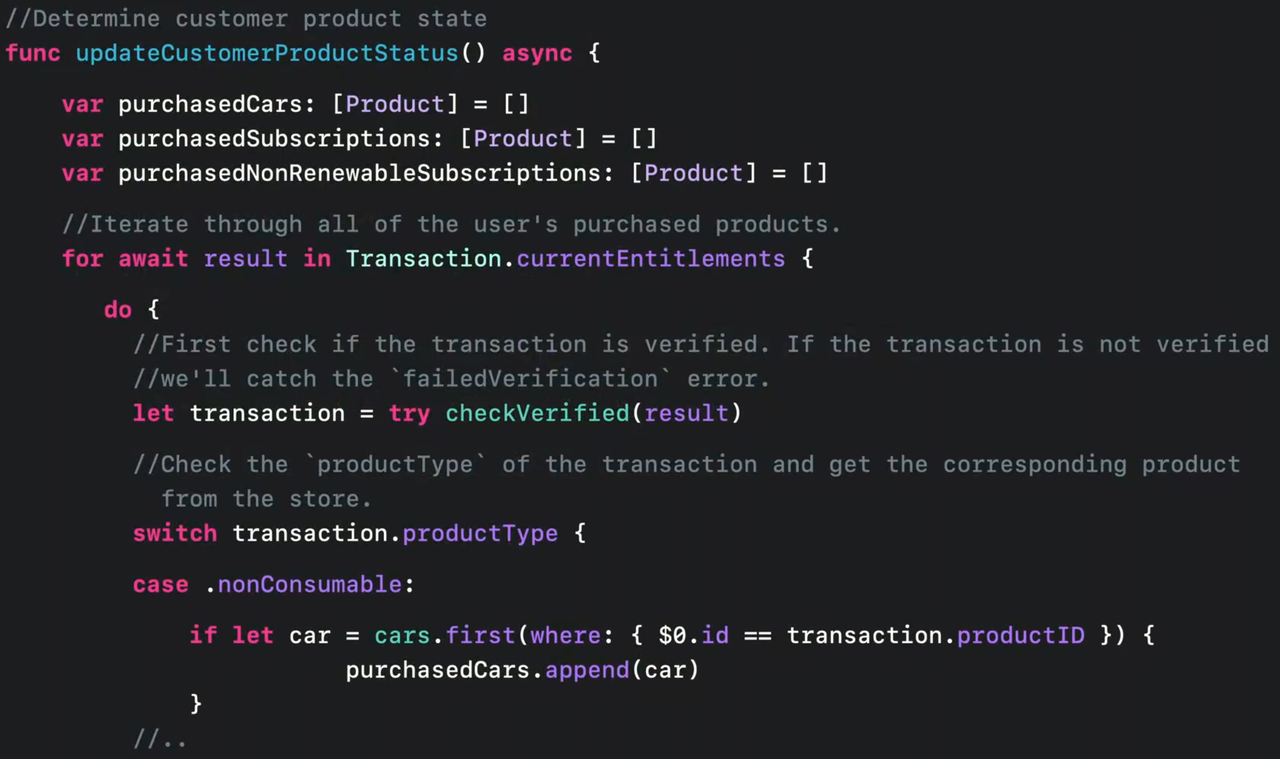 //Determine customer product state
func updateCustomerProductStatus() async {
var purchasedCars: [Product] = []
var purchasedSubscriptions: [Product] = []
var purchasedNonRenewableSubscriptions: [Product] = []
//Iterate through all of the user's purchased products.
for await result in Transaction.currentEntitlements {
do {
//First check if the transaction is verified. If the transaction is not verified
//we'll catch the `failedVerification` error.
let transaction = try checkVerified(result)
//Check the `productType` of the transaction and get the corresponding product
from the store.
switch transaction.productType {
case .nonConsumable:
if let car = cars.first(where: { $0.id == transaction.productID }) {
purchasedCars.append(car)
}
//..